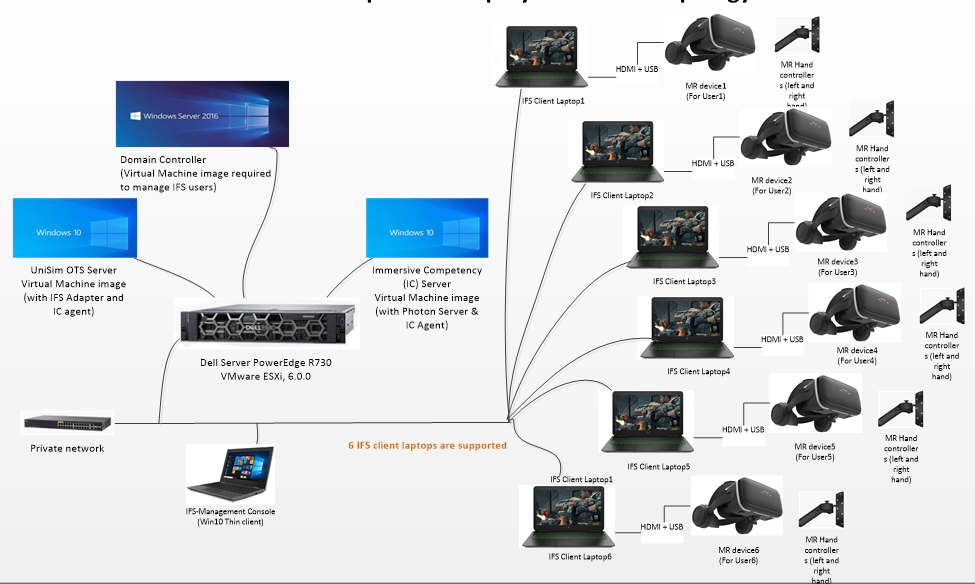 Windows Server 2016
Domain Controller
(Virtual Machine image required
to manage IFS users)
Windows 10
UniSim OTS Server
Virtual Machine image
(with IFS Adapter and
IC agent)
Windows 10
Immersive Competency
(IC) Server
Virtual Machine image
(with Photon Server &
IC Agent)
DELL
Dell Server PowerEdge R730
VMware ESXi, 6.0.0
Private network
6 IFS client laptops are supported
IFS-Management Console
(Win10 Thin client)
IFS Client Laptop1
HDMI + USB
MR device1
(For User1)
MR Hand
controller
s (left and
right
hand)
IFS Client Laptop2
HDMI + USB
MR device2
(For User2)
MR Hand
controller
s (left and
right
hand)
IFS Client Laptop3
HDMI + USB
MR device3
(For User3)
MR Hand
controller
s (left and
right
hand)
IFS Client Laptop4
HDMI + USB
MR device4
(For User4)
MR Hand
controller
s (left and
right
hand)
IFS Client Laptop5
HDMI + USB
MR device5
(For User5)
MR Hand
controller
s (left and
right
hand)
IFS Client Laptop1
IFS Client Laptop6
HDMI + USB
MR device6
(For User6)
MR Hand
controller
s (left and
right
hand)